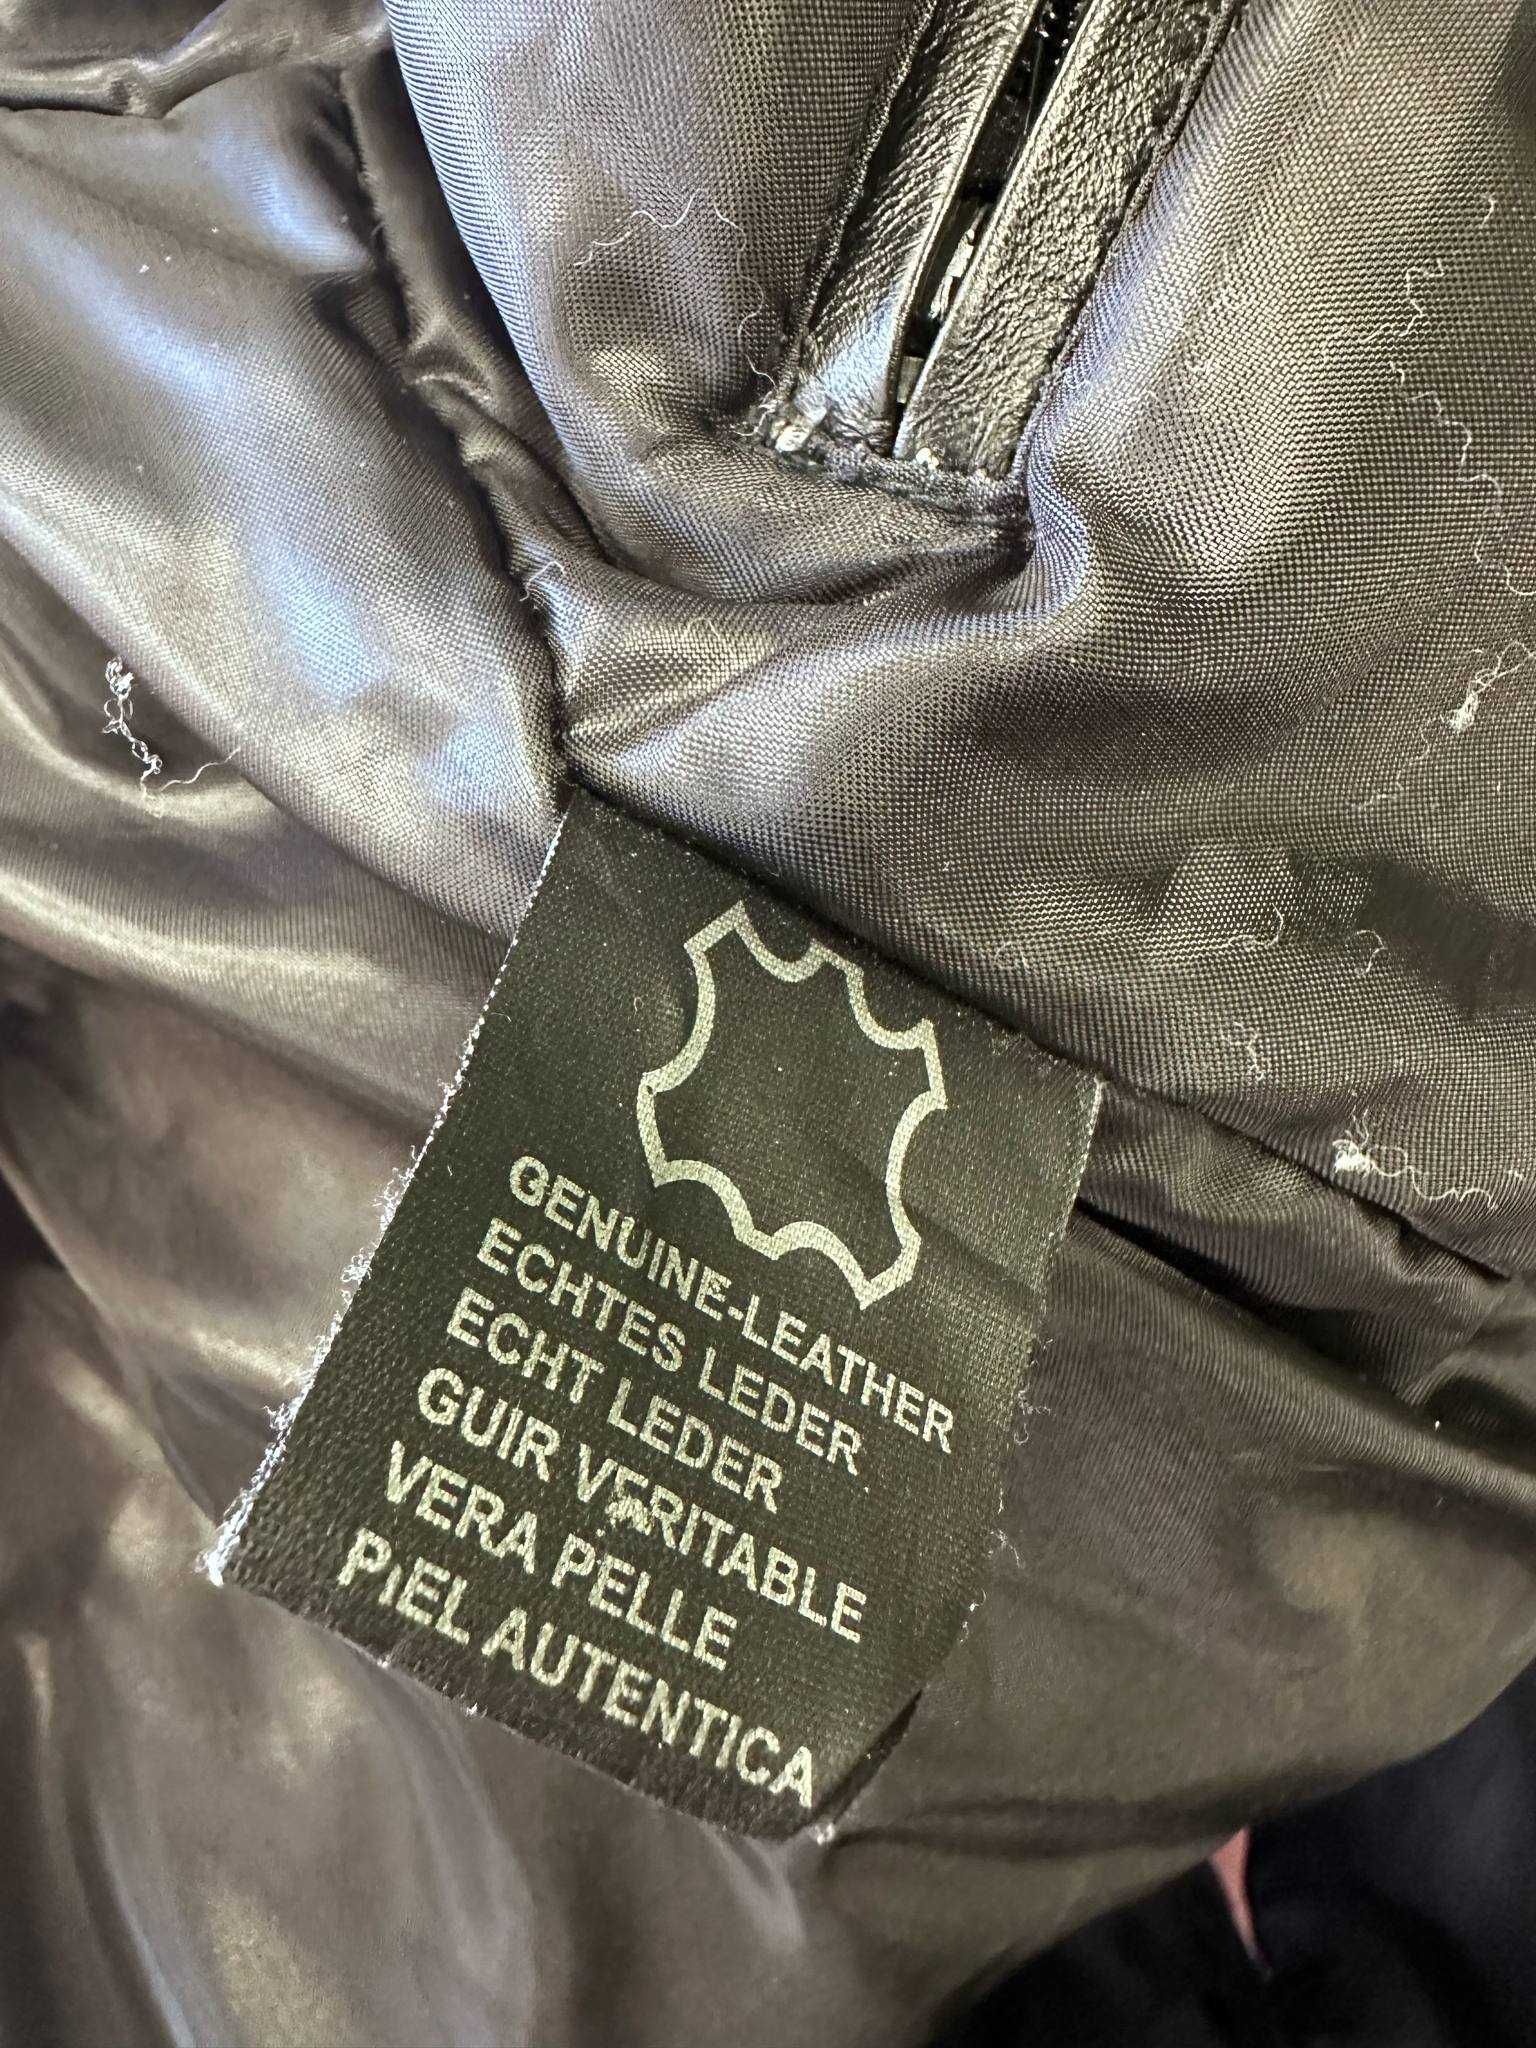 GENUINE-LEATHER
ECHTES LEDER
ECHT LEDER
GUIR VERITABLE
VERA PELLE
PiEL AUTENTICA